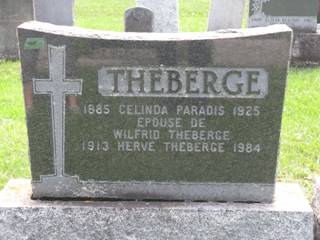 THEBERGE
1885 CELINDA PARADIS 1925
EPOUSE DE
WILFRID THEBERGE
1913 HERVE THEBERGE 1984